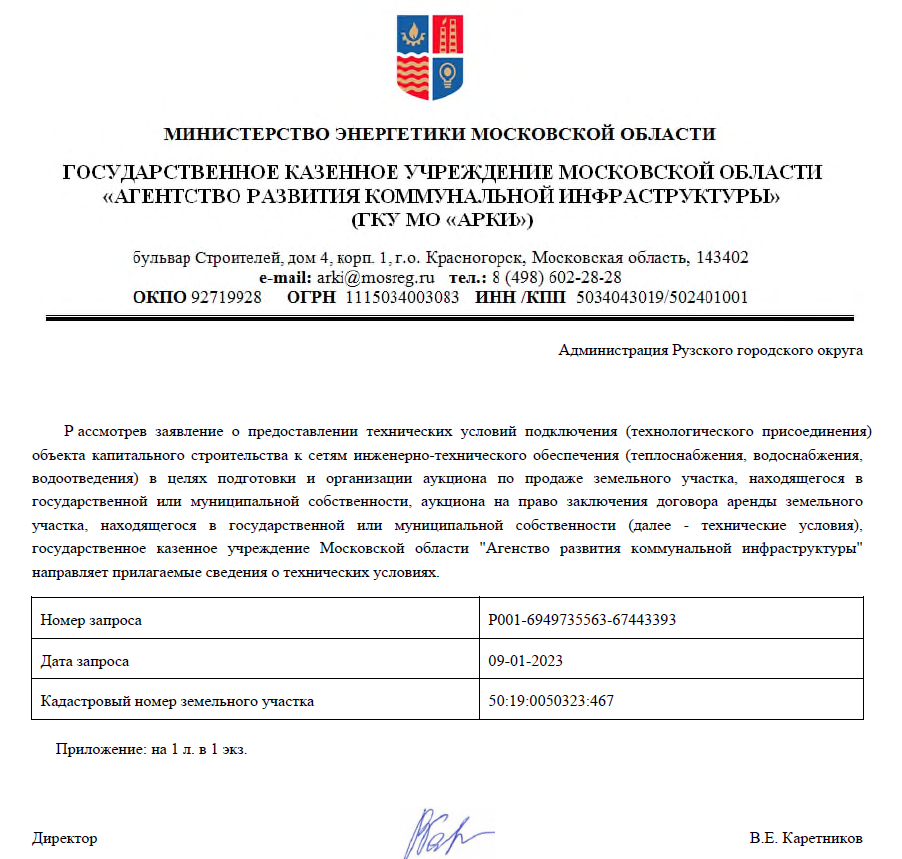 МИНИСТЕРСТВО ЭНЕРГЕТИКИ МОСКОВСКОЙ ОБЛАСТИ
ГОСУДАРСТВЕННОЕ КАЗЕННОЕ УЧРЕЖДЕНИЕ МОСКОВСКОЙ ОБЛАСТИ
«АГЕНТСТВО РАЗВИТИЯ КОММУНАЛЬНОЙ ИНФРАСТРУКТУРЫ»
(ГКУ МО «АРКИ»)
бульвар Строителей, дом 4, корп. 1, г.о. Красногорск, Московская область, 143402
e-mail: arki@mosreg.ru тел.: 8 (498) 602-28-28
ОКПО 92719928 ОГРН 1115034003083 ИНН /КПП 5034043019/502401001
Администрация Рузского городского округа
Р ассмотрев заявление о предоставлении технических условий подключения (технологического присоединения)
объекта капитального строительства к сетям инженерно-технического обеспечения (теплоснабжения, водоснабжения,
водоотведения) в целях подготовки и организации аукциона по продаже земельного участка, находящегося в
государственной или муниципальной собственности, аукциона на право заключения договора аренды земельного
участка, находящегося в государственной или муниципальной собственности (далее - технические условия),
государственное казенное учреждение Московской области "Агенство развития коммунальной инфраструктуры"
направляет прилагаемые сведения о технических условиях.
Номер запроса P001-6949735563-67443393
Дата запроса 09-01-2023
Кадастровый номер земельного участка 50:19:0050323:467
Приложение: на 1 л. в 1 экз.
Директор В.Е. Каретников